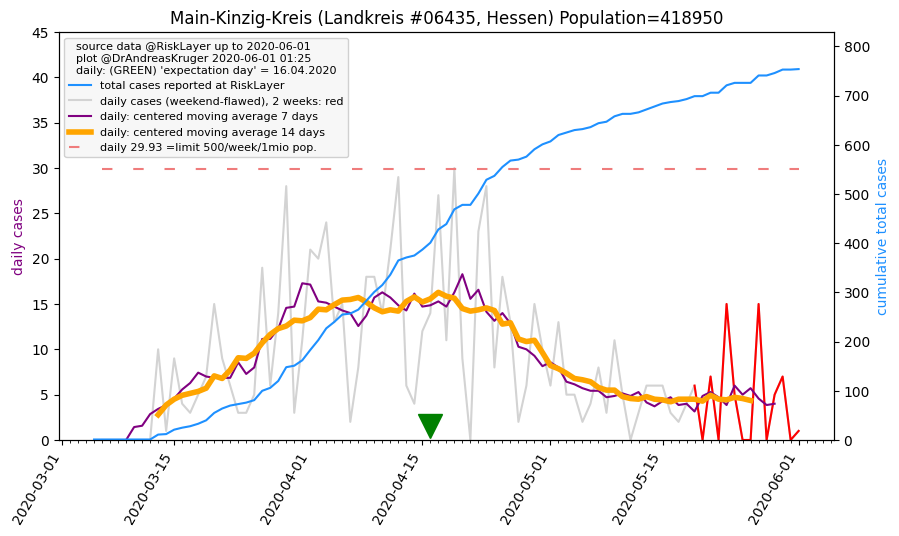 Main-Kinzig-Kreis (Landkreis #06435, Hessen) Population=418950
source data @RiskLayer up to 2020-06-01
plot @DrAndreasKruger 2020-06-01 01:25
daily: (GREEN) 'expectation day' = 16.04.2020
total cases reported at RiskLayer
daily cases (weekend-flawed), 2 weeks: red
daily: centered moving average 7 days
daily: centered moving average 14 days
daily 29.93 =limit 500/week/1mio pop.
daily cases
45
40
35
30
25
20
15
10
5
0
cumulative total cases
800
700
600
500
400
300
200
100
0
2020-03-01
2020-03-15
2020-04-01
2020-04-15
2020-05-01
2020-05-15
2020-06-01